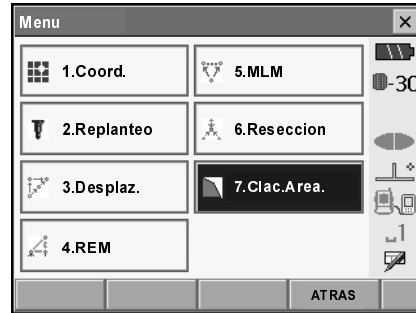 Menu
1.Coord.
2.Replanteo
3.Desplaz.
4.REM
5.MLM
6.Reseccion
7.Clac.Area.
-30
1
ATRAS